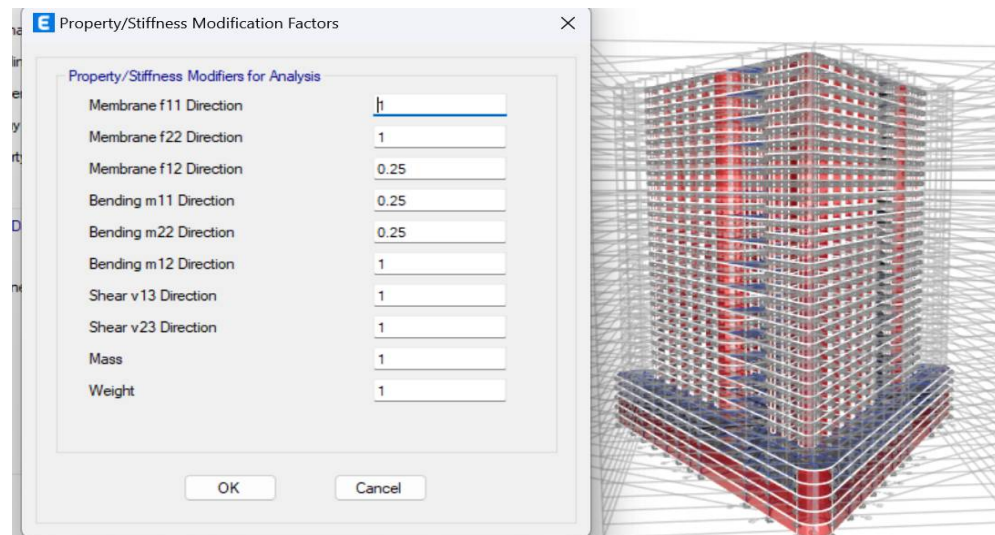 E Property/Stiffness Modification Factors
Property/Stiffness Modifiers for Analysis
Membrane f11 Direction 1
Membrane f22 Direction 1
Membrane f12 Direction 0.25
Bending m11 Direction 0.25
Bending m22 Direction 0.25
Bending m12 Direction 1
Shear v13 Direction 1
Shear v23 Direction 1
Mass 1
Weight 1
OK Cancel